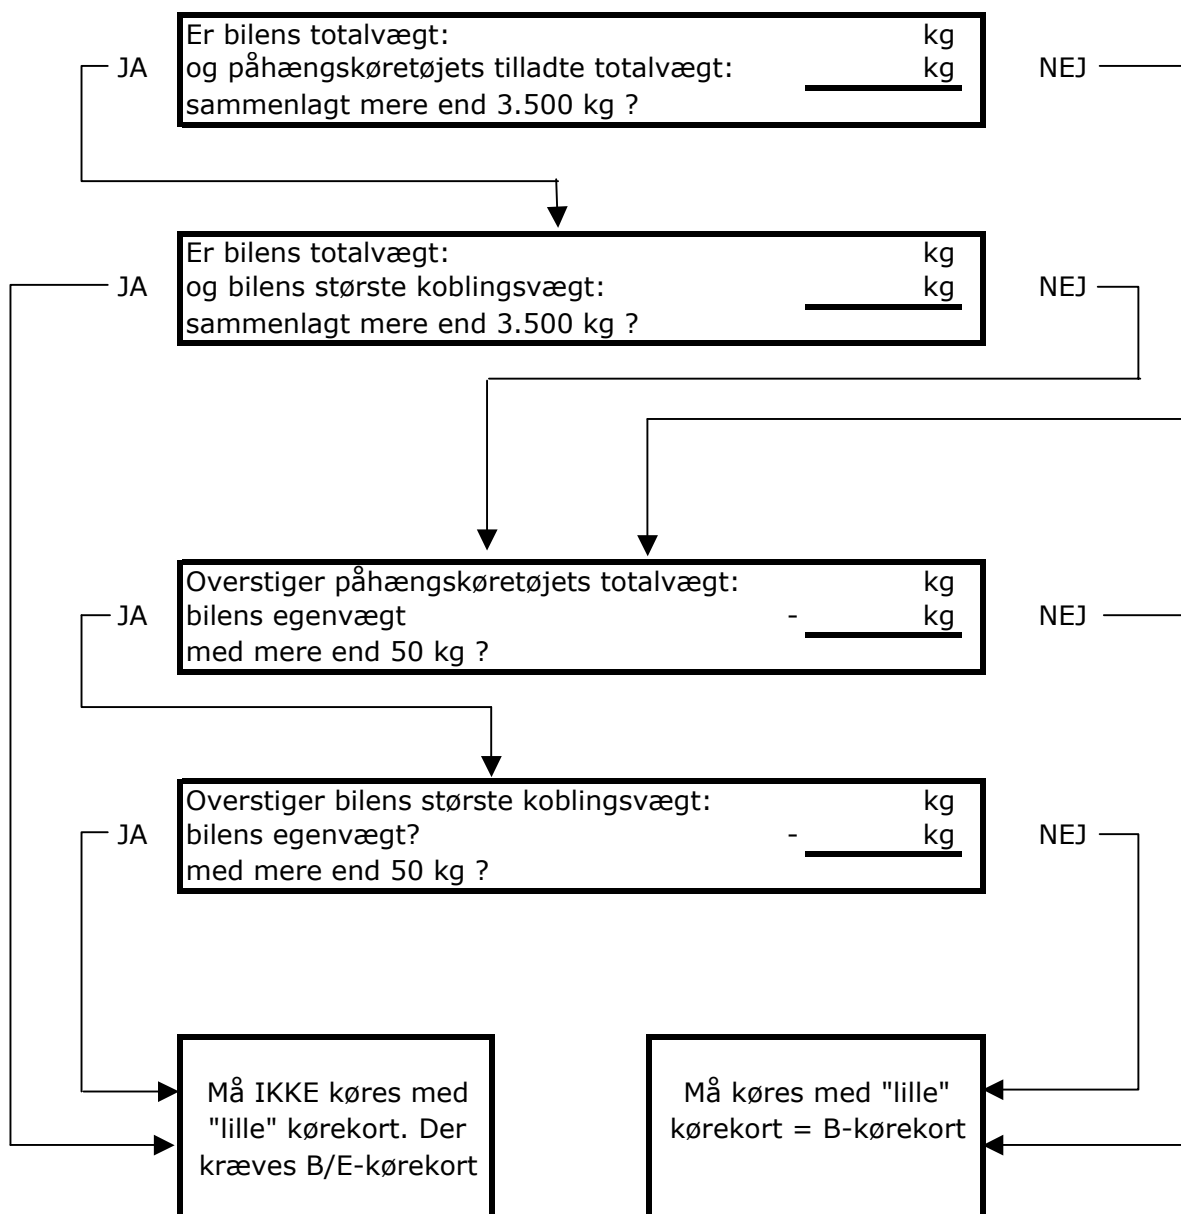 Er bilens totalvægt: kg
JA og påhængskøretøjets tilladte totalvægt: kg NEJ
sammenlagt mere end 3.500 kg ?
Er bilens totalvægt: kg
JA og bilens største koblingsvægt: kg NEJ
sammenlagt mere end 3.500 kg ?
Overstiger påhængskøretøjets totalvægt: kg
JA bilens egenvægt - kg NEJ
med mere end 50 kg ?
Overstiger bilens største koblingsvægt: kg
JA bilens egenvægt? - kg NEJ
med mere end 50 kg ?
Må IKKE køres med
"lille" kørekort. Der
kræves B/E-kørekort
Må køres med "lille"
kørekort = B-kørekort